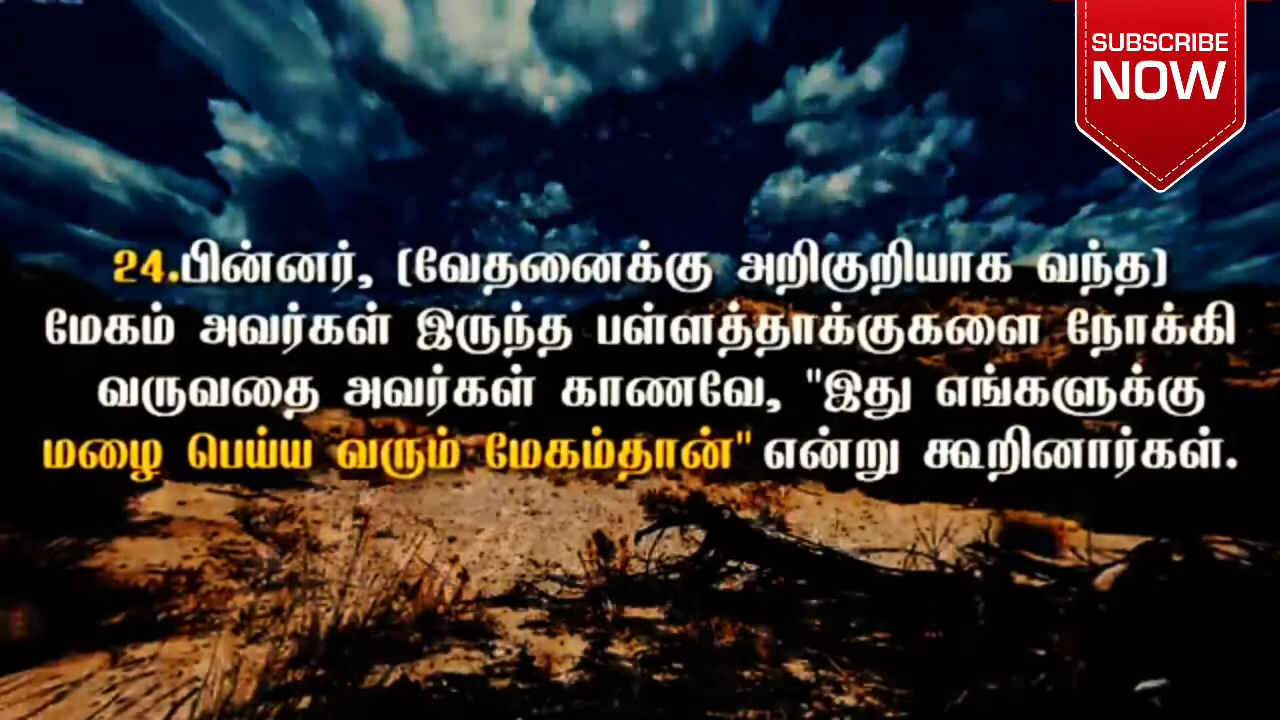 SUBSCRIBE
NOW
24.பின்னர், (வேதனைக்கு அறிகுறியாக வந்த)
மேகம் அவர்கள் இருந்த பள்ளத்தாக்குகளை நோக்கி
வருவதை அவர்கள் காணவே, "இது எங்களுக்கு
மழை பெய்ய வரும் மேகம்தான்" என்று கூறினார்கள்.